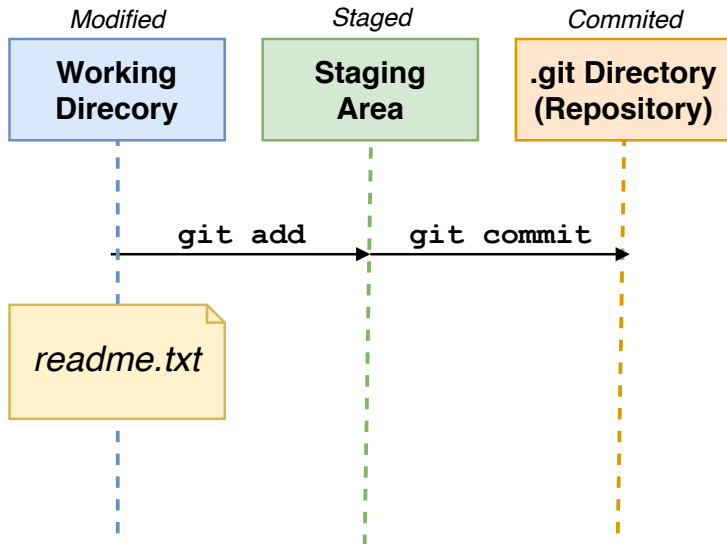 Modified
Staged
Commited
Working
Direcory
Staging
Area
.git Directory
(Repository)
git add
git commit
readme.txt